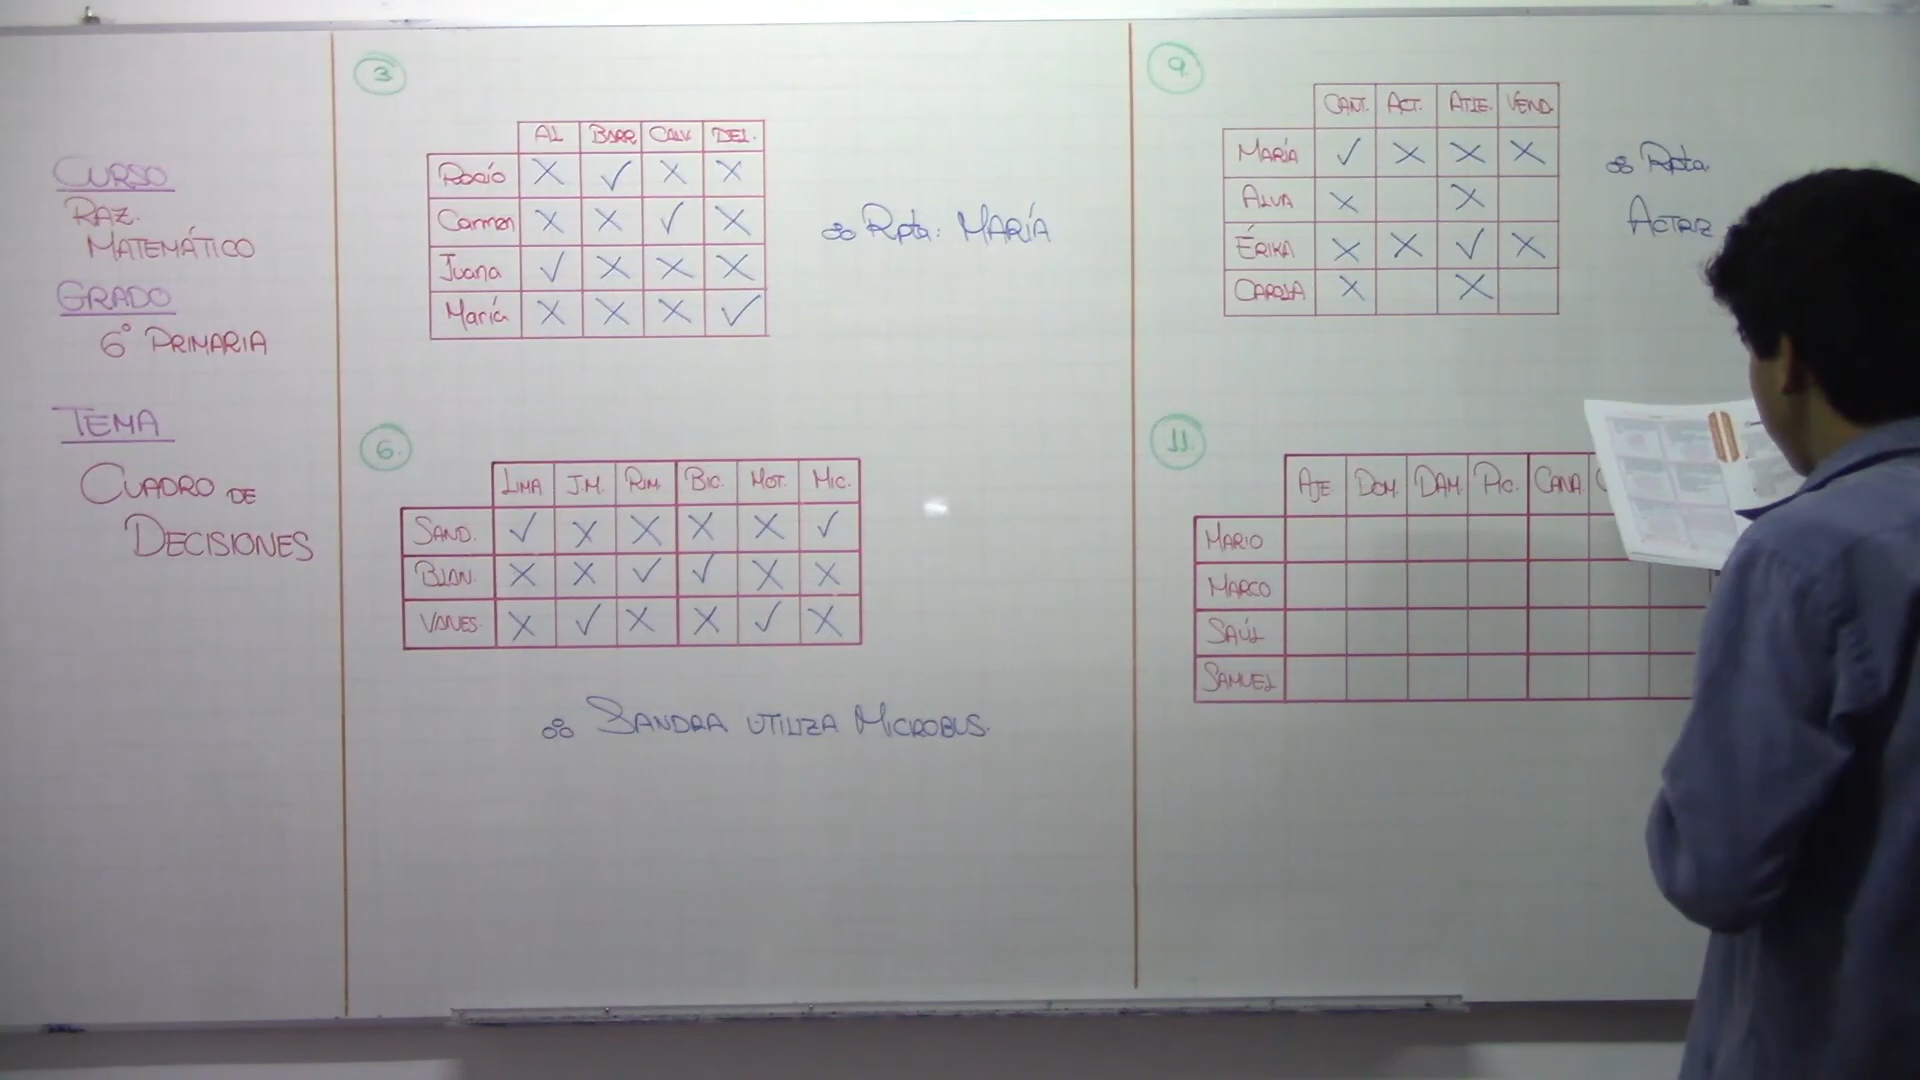 CURSO
RAZ.
MATEMÁTICO
GRADO
6° PRIMARIA
TEMA
CUADRO DE
DECISIONES
3
AL BARR CALV. DEL.
Rocío X ✓ X X
Carmen X X ✓ X
Juana ✓ X X X
María X X X ✓
∴ Rpta: MARÍA
6.
LIMA J.M. RIM. BIC. MOT. MIC.
SAND. ✓ X X X X ✓
BLAN. X X ✓ ✓ X X
VANES. X ✓ X X ✓ X
∴ SANDRA UTILIZA MICROBUS.
9.
CANT. ACT. ATLE. VEND.
MARÍA ✓ X X X
ALVA X X
ÉRIKA X X ✓ X
CAROLA X X
∴ Rpta.
ACTRIZ
11.
AJE DOM. DAM. PIC. CANA.
MARIO
MARCO
SAÚL
SAMUEL